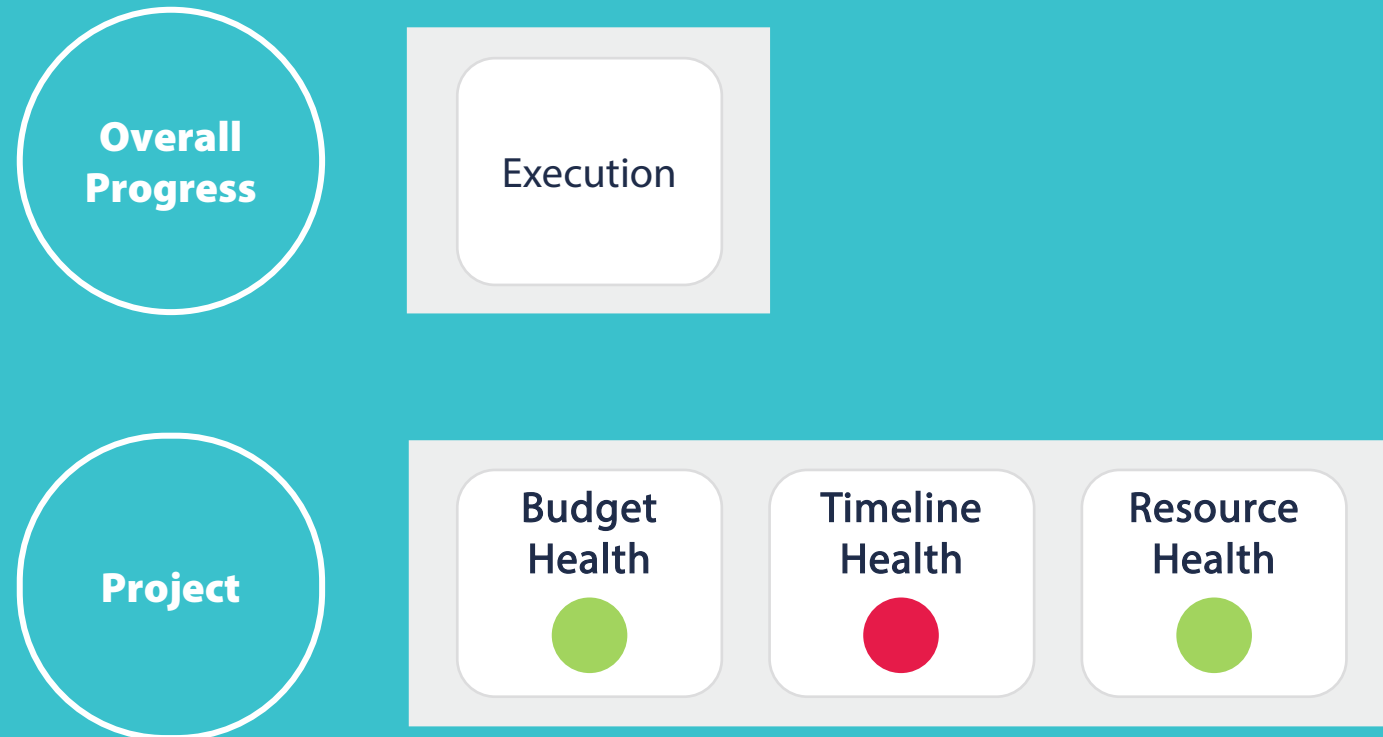 Overall
Progress
Execution
Project
Budget
Health
Timeline
Health
Resource
Health